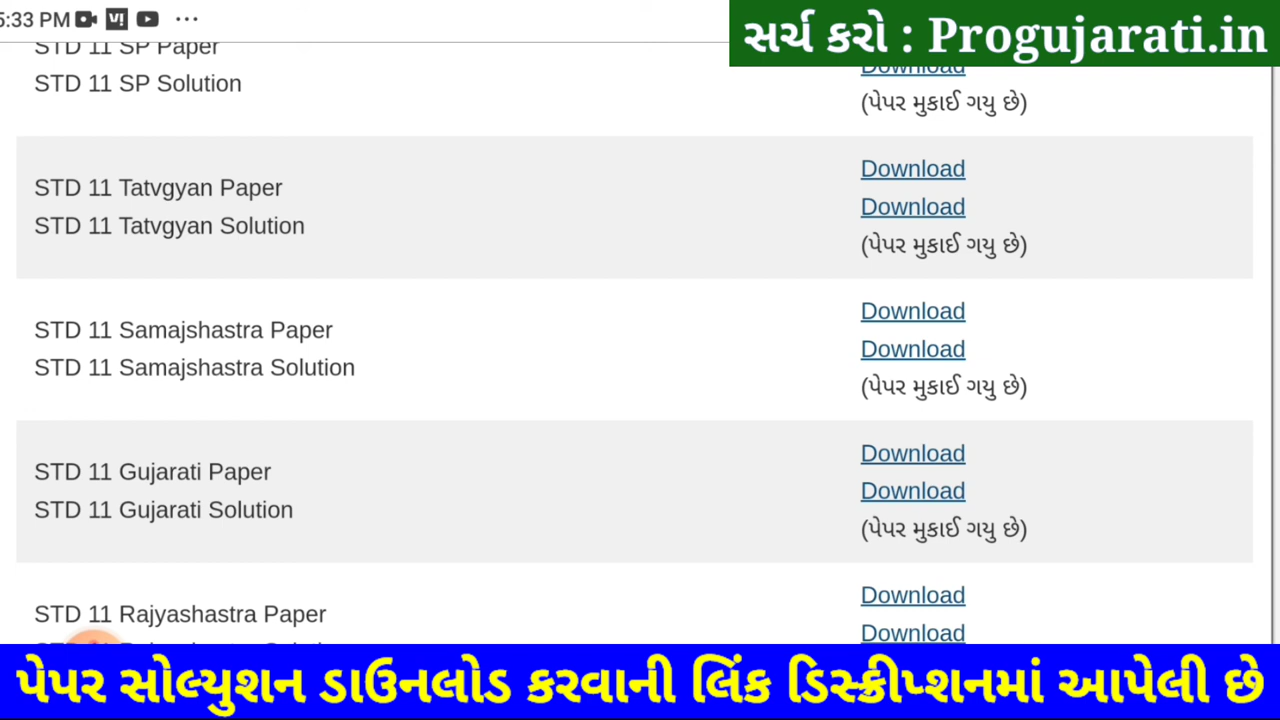 5:33 PM
સર્ચ કરો : Progujarati.in
STD 11 SP Paper
Download
STD 11 SP Solution
(પેપર મુકાઈ ગયુ છે)
STD 11 Tatvgyan Paper
Download
STD 11 Tatvgyan Solution
Download
(પેપર મુકાઈ ગયુ છે)
STD 11 Samajshastra Paper
Download
STD 11 Samajshastra Solution
Download
(પેપર મુકાઈ ગયુ છે)
STD 11 Gujarati Paper
Download
STD 11 Gujarati Solution
Download
(પેપર મુકાઈ ગયુ છે)
STD 11 Rajyashastra Paper
Download
Download
પેપર સોલ્યુશન ડાઉનલોડ કરવાની લિંક ડિસ્ક્રીપ્શનમાં આપેલી છે